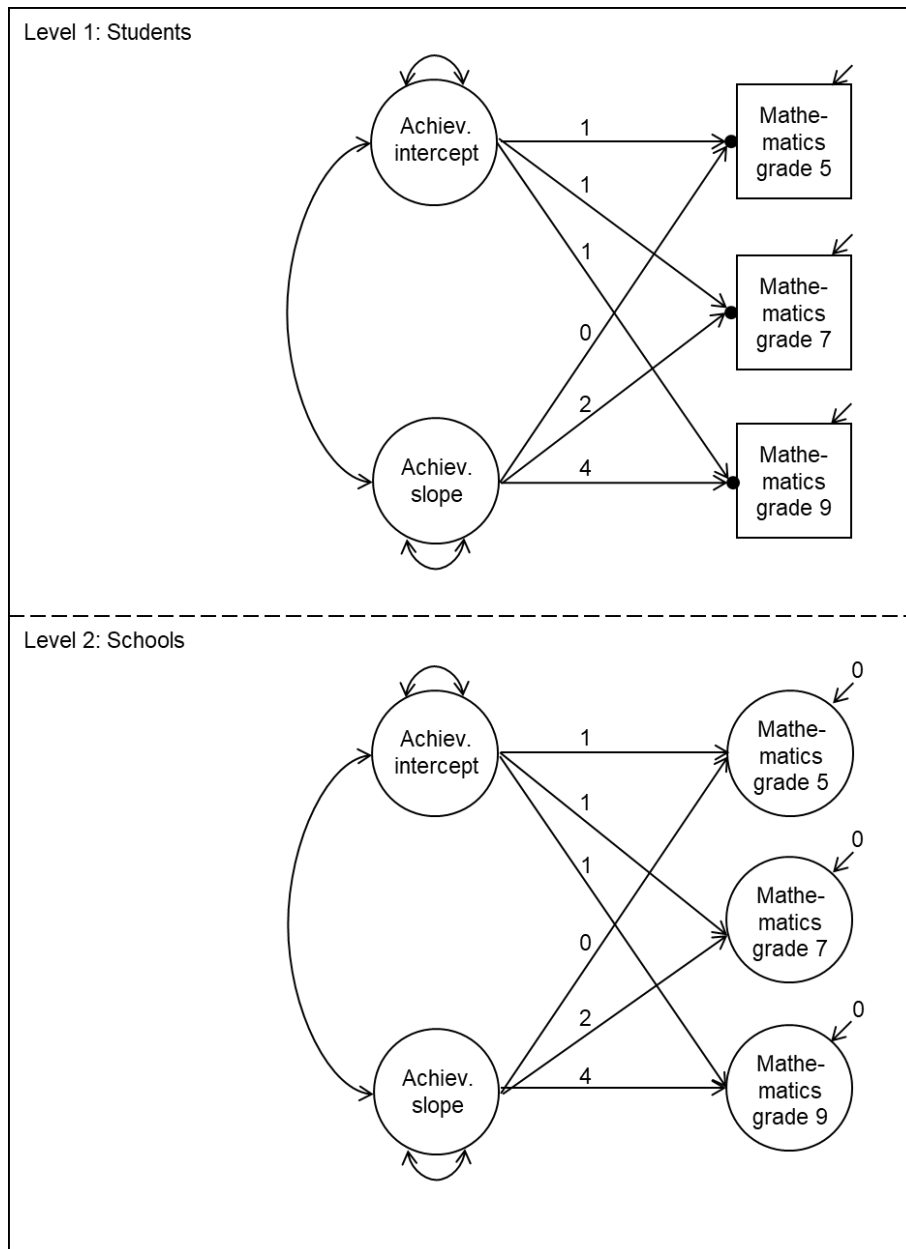 Level 1: Students
Achiev.
intercept
1
Mathe-
matics
grade 5
1
1
Mathe-
matics
grade 7
0
2
Achiev.
slope
4
Mathe-
matics
grade 9
Level 2: Schools
0
Achiev.
intercept
1
Mathe-
matics
grade 5
1
0
1
Mathe-
matics
grade 7
0
2
0
Achiev.
slope
4
Mathe-
matics
grade 9